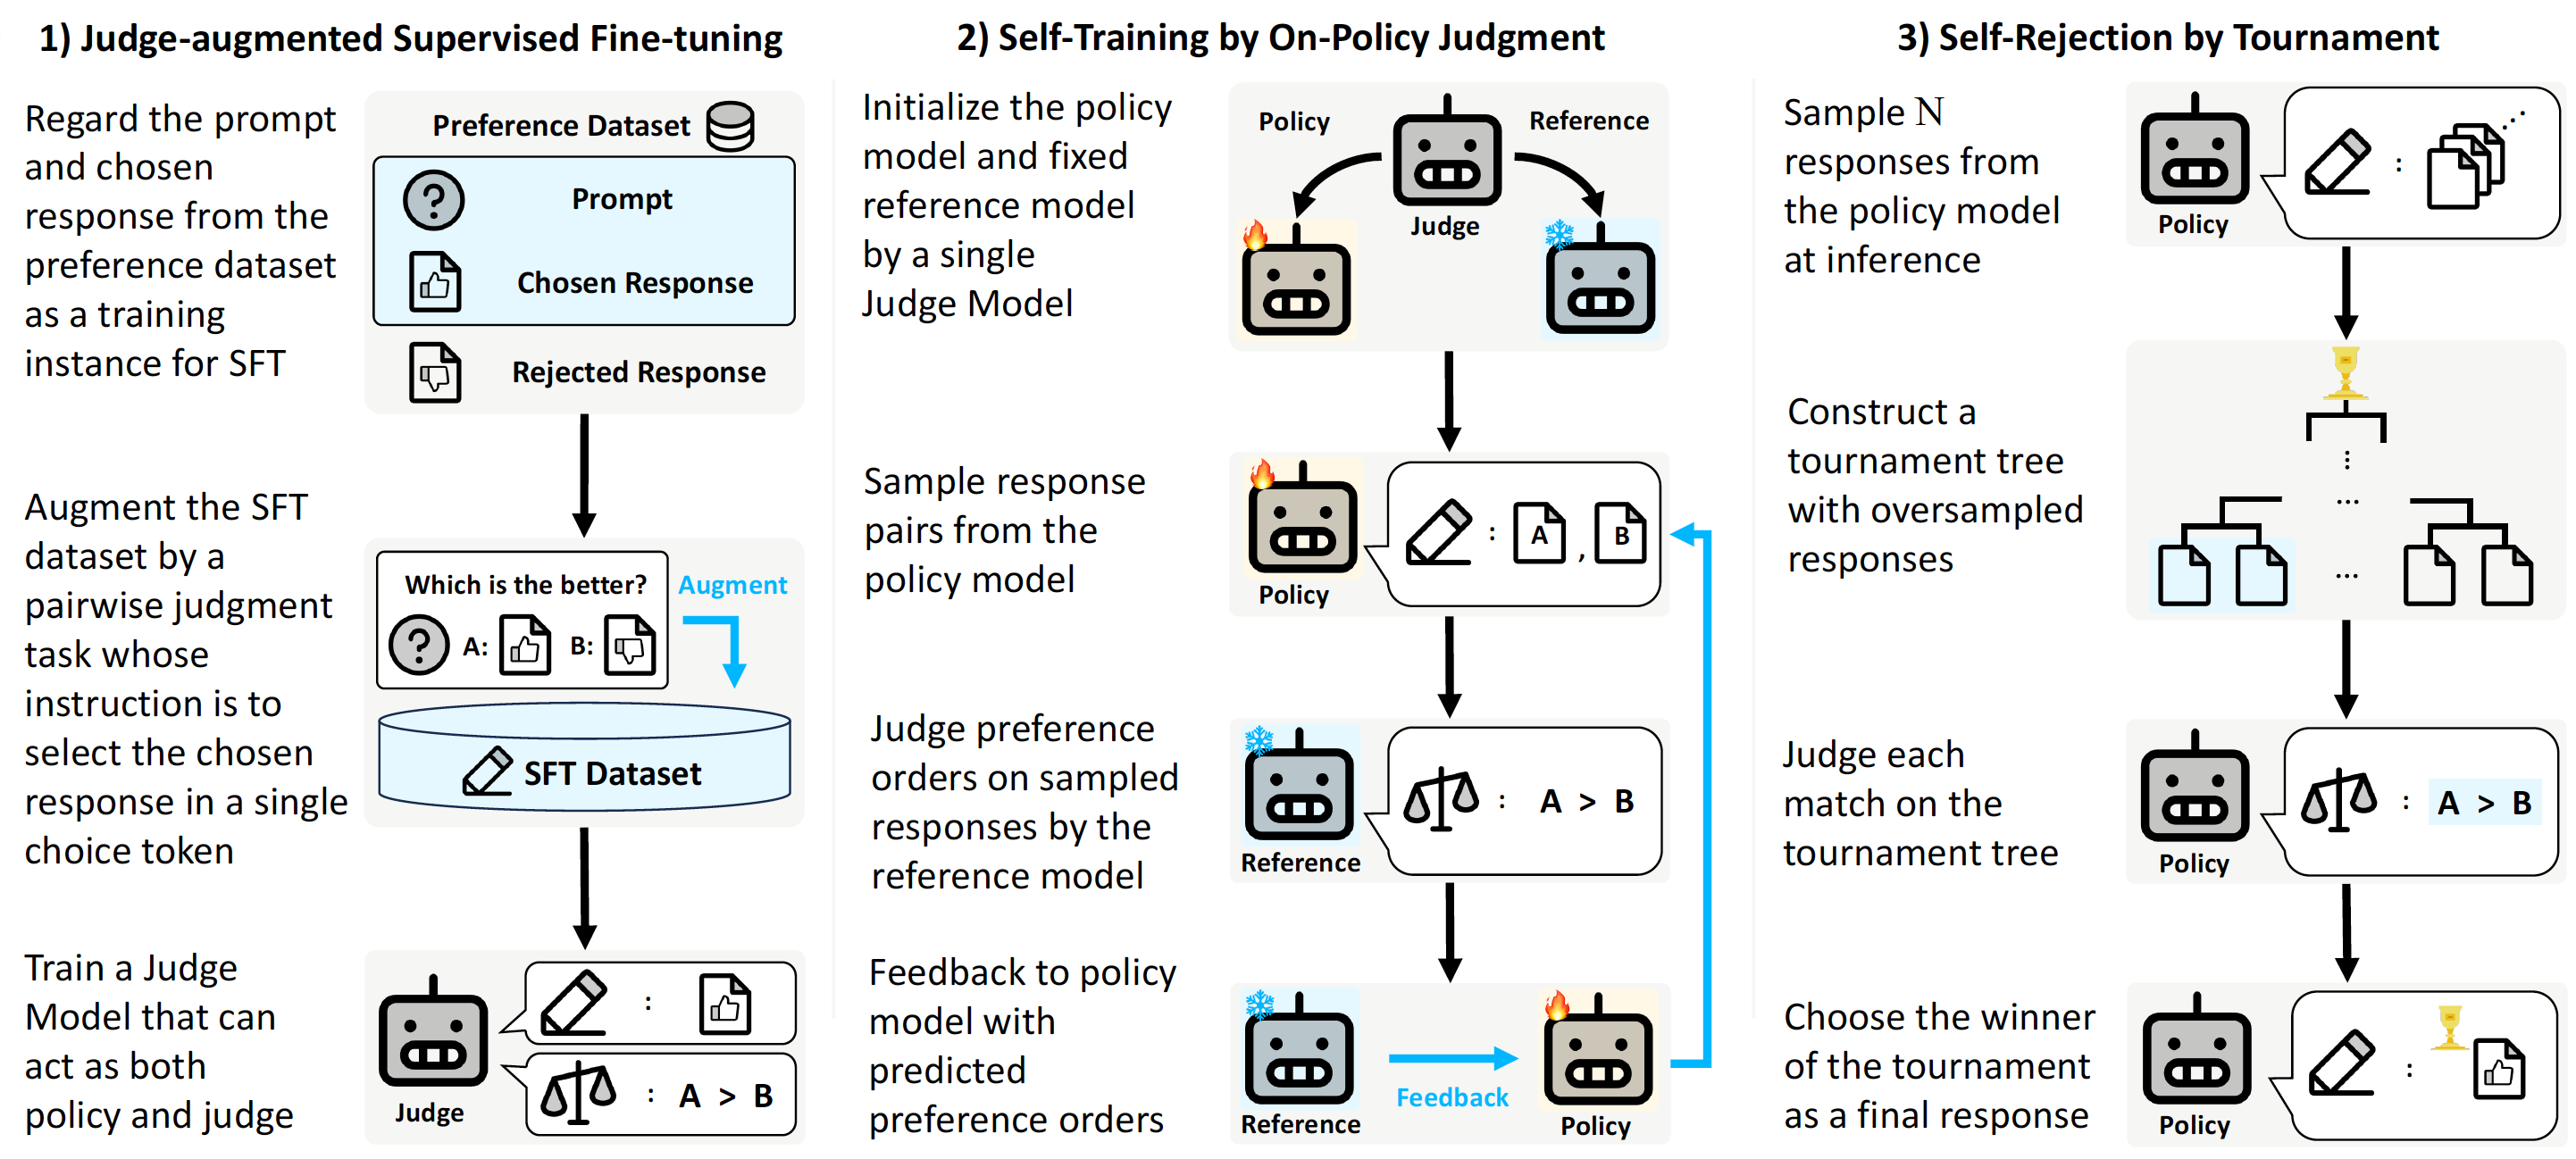 1) Judge-augmented Supervised Fine-tuning
Regard the prompt
and chosen
response from the
preference dataset
as a training
instance for SFT
Preference Dataset
Prompt
Chosen Response
Rejected Response
Augment the SFT
dataset by a
pairwise judgment
task whose
instruction is to
select the chosen
response in a single
choice token
Which is the better?
? A: B:
Augment
SFT Dataset
Train a Judge
Model that can
act as both
policy and judge
Judge
:
: A > B
2) Self-Training by On-Policy Judgment
Initialize the policy
model and fixed
reference model
by a single
Judge Model
Policy
Reference
Judge
Sample response
pairs from the
policy model
Policy
: A , B
Judge preference
orders on sampled
responses by the
reference model
Reference
: A > B
Feedback to policy
model with
predicted
preference orders
Reference
Feedback
Policy
3) Self-Rejection by Tournament
Sample N
responses from
the policy model
at inference
Policy
:
Construct a
tournament tree
with oversampled
responses
...
...
...
Judge each
match on the
tournament tree
Policy
: A > B
Choose the winner
of the tournament
as a final response
Policy
: